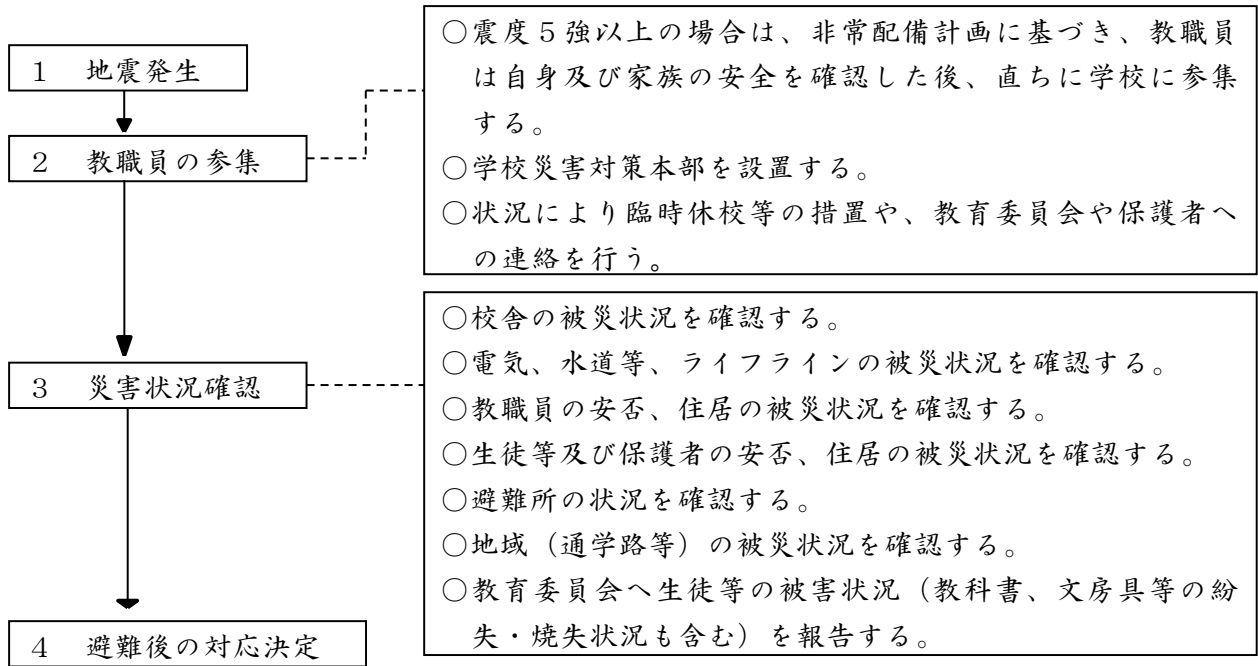 1　地震発生
2　教職員の参集
○震度５強以上の場合は、非常配備計画に基づき、教職員
は自身及び家族の安全を確認した後、直ちに学校に参集
する。
○学校災害対策本部を設置する。
○状況により臨時休校等の措置や、教育委員会や保護者へ
の連絡を行う。
3　災害状況確認
○校舎の被災状況を確認する。
○電気、水道等、ライフラインの被災状況を確認する。
○教職員の安否、住居の被災状況を確認する。
○生徒等及び保護者の安否、住居の被災状況を確認する。
○避難所の状況を確認する。
○地域（通学路等）の被災状況を確認する。
○教育委員会へ生徒等の被害状況（教科書、文房具等の紛
失・焼失状況も含む）を報告する。
4　避難後の対応決定